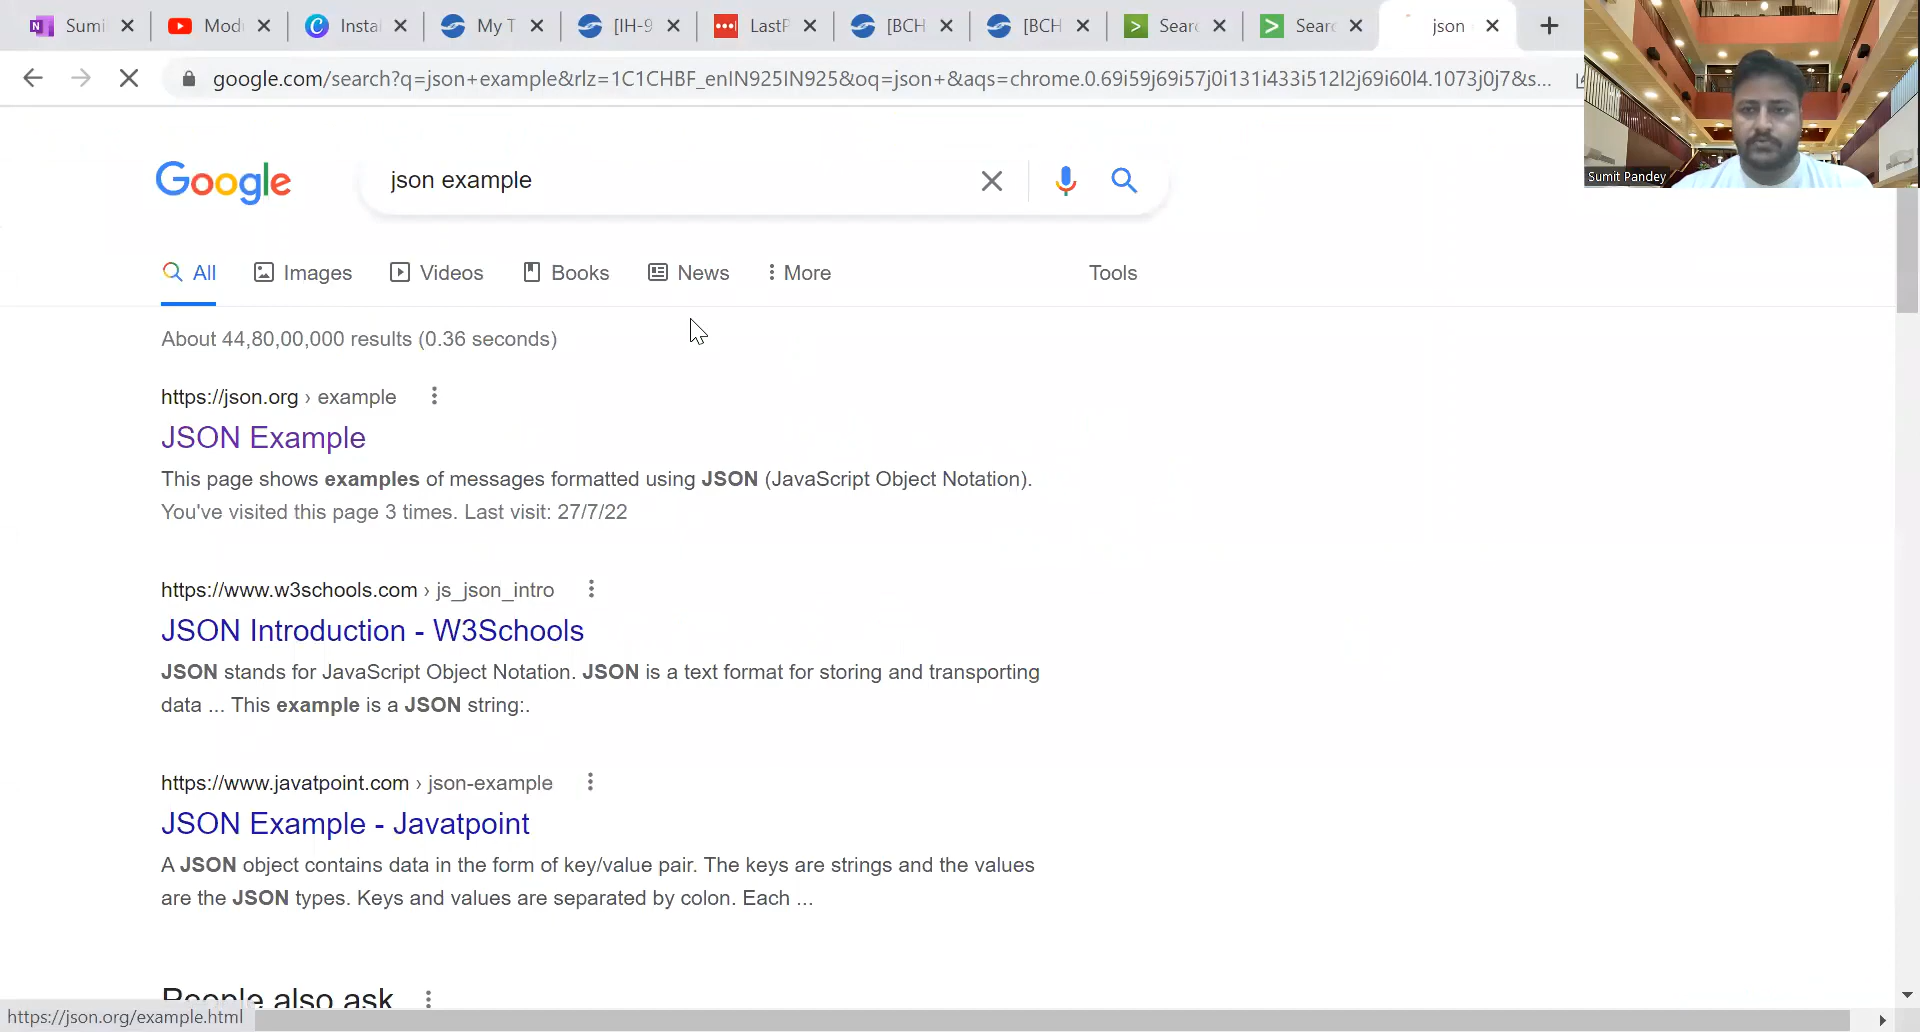 Sumi
Modu
Instal
My T
[IH-9
LastP
[BCH
[BCH
Searc
Searc
json
google.com/search?q=json+example&rlz=1C1CHBF_enIN925IN925&oq=json+&aqs=chrome.0.69i59j69i57j0i131i433i512l2j69i60l4.1073j0j7&s...
Sumit Pandey
Google
json example
All
Images
Videos
Books
News
More
Tools
About 44,80,00,000 results (0.36 seconds)
https://json.org › example
JSON Example
This page shows examples of messages formatted using JSON (JavaScript Object Notation).
You've visited this page 3 times. Last visit: 27/7/22
https://www.w3schools.com › js_json_intro
JSON Introduction - W3Schools
JSON stands for JavaScript Object Notation. JSON is a text format for storing and transporting
data ... This example is a JSON string:.
https://www.javatpoint.com › json-example
JSON Example - Javatpoint
A JSON object contains data in the form of key/value pair. The keys are strings and the values
are the JSON types. Keys and values are separated by colon. Each ...
People also ask
https://json.org/example.html